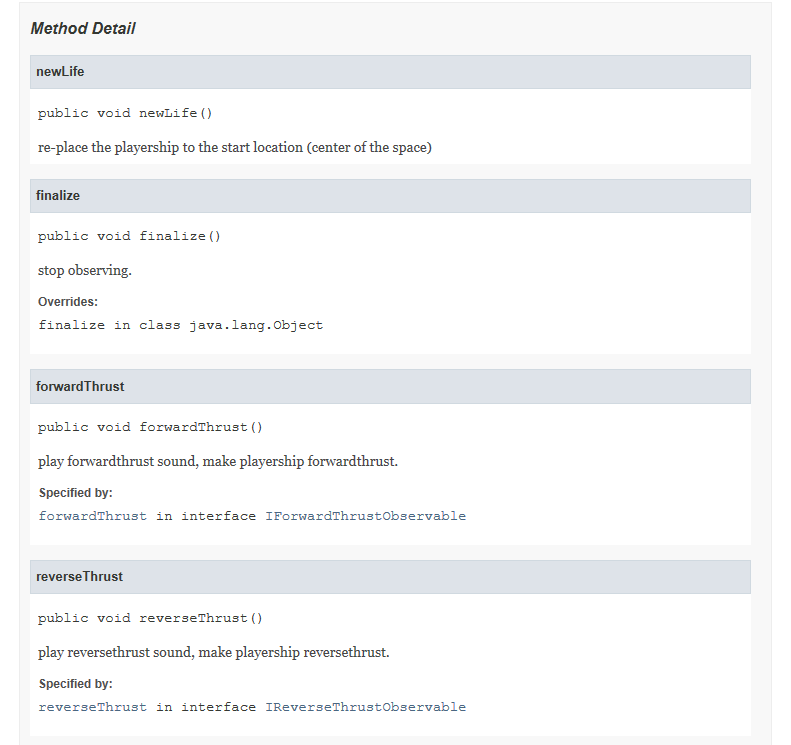 Method Detail
newLife
public void newLife()
re-place the playership to the start location (center of the space)
finalize
public void finalize()
stop observing.
Overrides:
finalize in class java.lang.Object
forwardThrust
public void forwardThrust()
play forwardthrust sound, make playership forwardthrust.
Specified by:
forwardThrust in interface IForwardThrustObservable
reverseThrust
public void reverseThrust()
play reversethrust sound, make playership reversethrust.
Specified by:
reverseThrust in interface IReverseThrustObservable